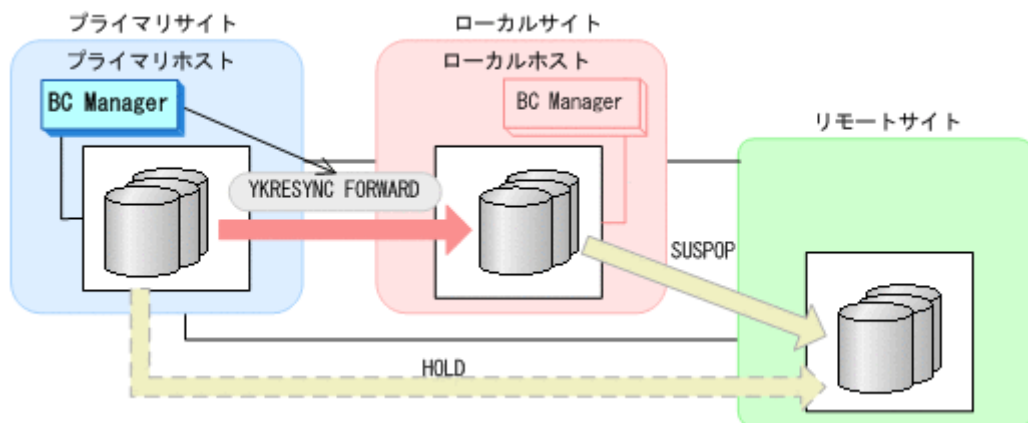 プライマリサイト
ローカルサイト
プライマリホスト
ローカルホスト
BC Manager
BC Manager
リモートサイト
YKRESYNC FORWARD
SUSPOP
HOLD